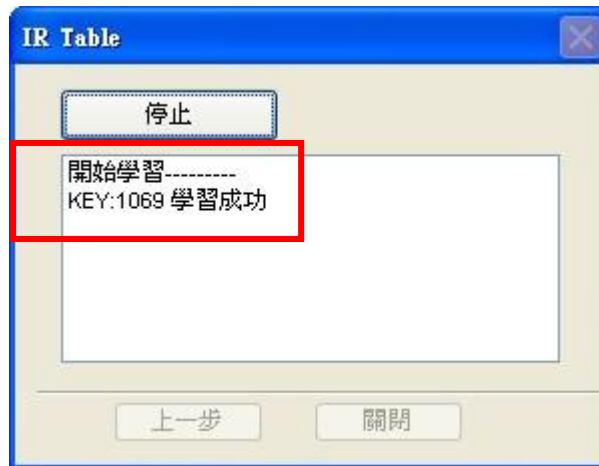 IR Table
停止
開始學習---------
KEY:1069 學習成功
上一步
關閉